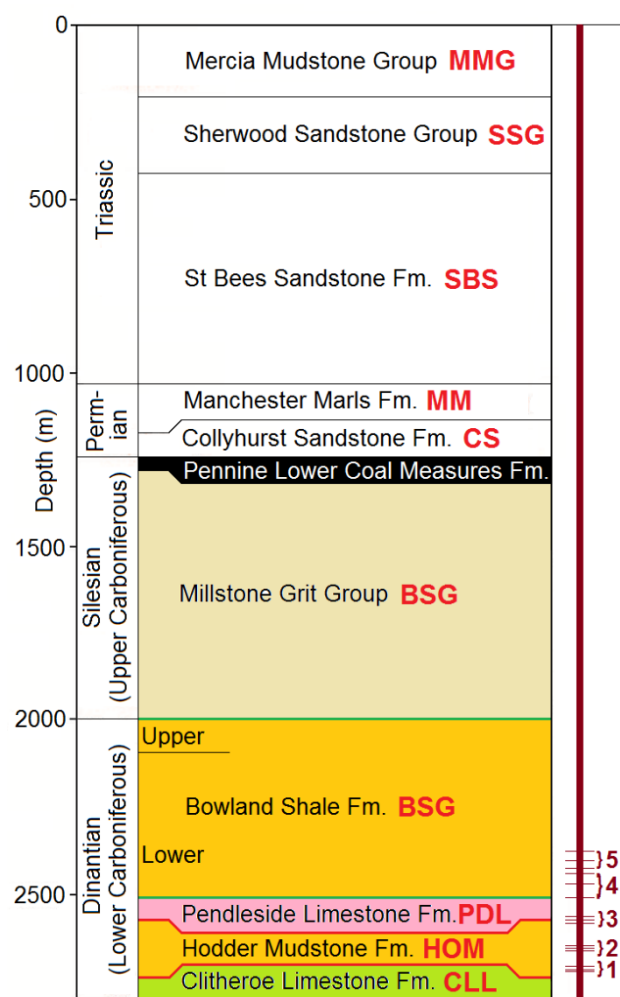 0
Mercia Mudstone Group MMG
Sherwood Sandstone Group SSG
500
Triassic
St Bees Sandstone Fm. SBS
1000
Manchester Marls Fm. MM
Perm-
ian
Collyhurst Sandstone Fm. CS
Depth (m)
Pennine Lower Coal Measures Fm.
1500
Silesian
(Upper Carboniferous)
Millstone Grit Group BSG
2000
Upper
Bowland Shale Fm. BSG
Lower
Dinantian
(Lower Carboniferous)
}5
}4
2500
Pendleside Limestone Fm. PDL
}3
Hodder Mudstone Fm. HOM
}2
}1
Clitheroe Limestone Fm. CLL